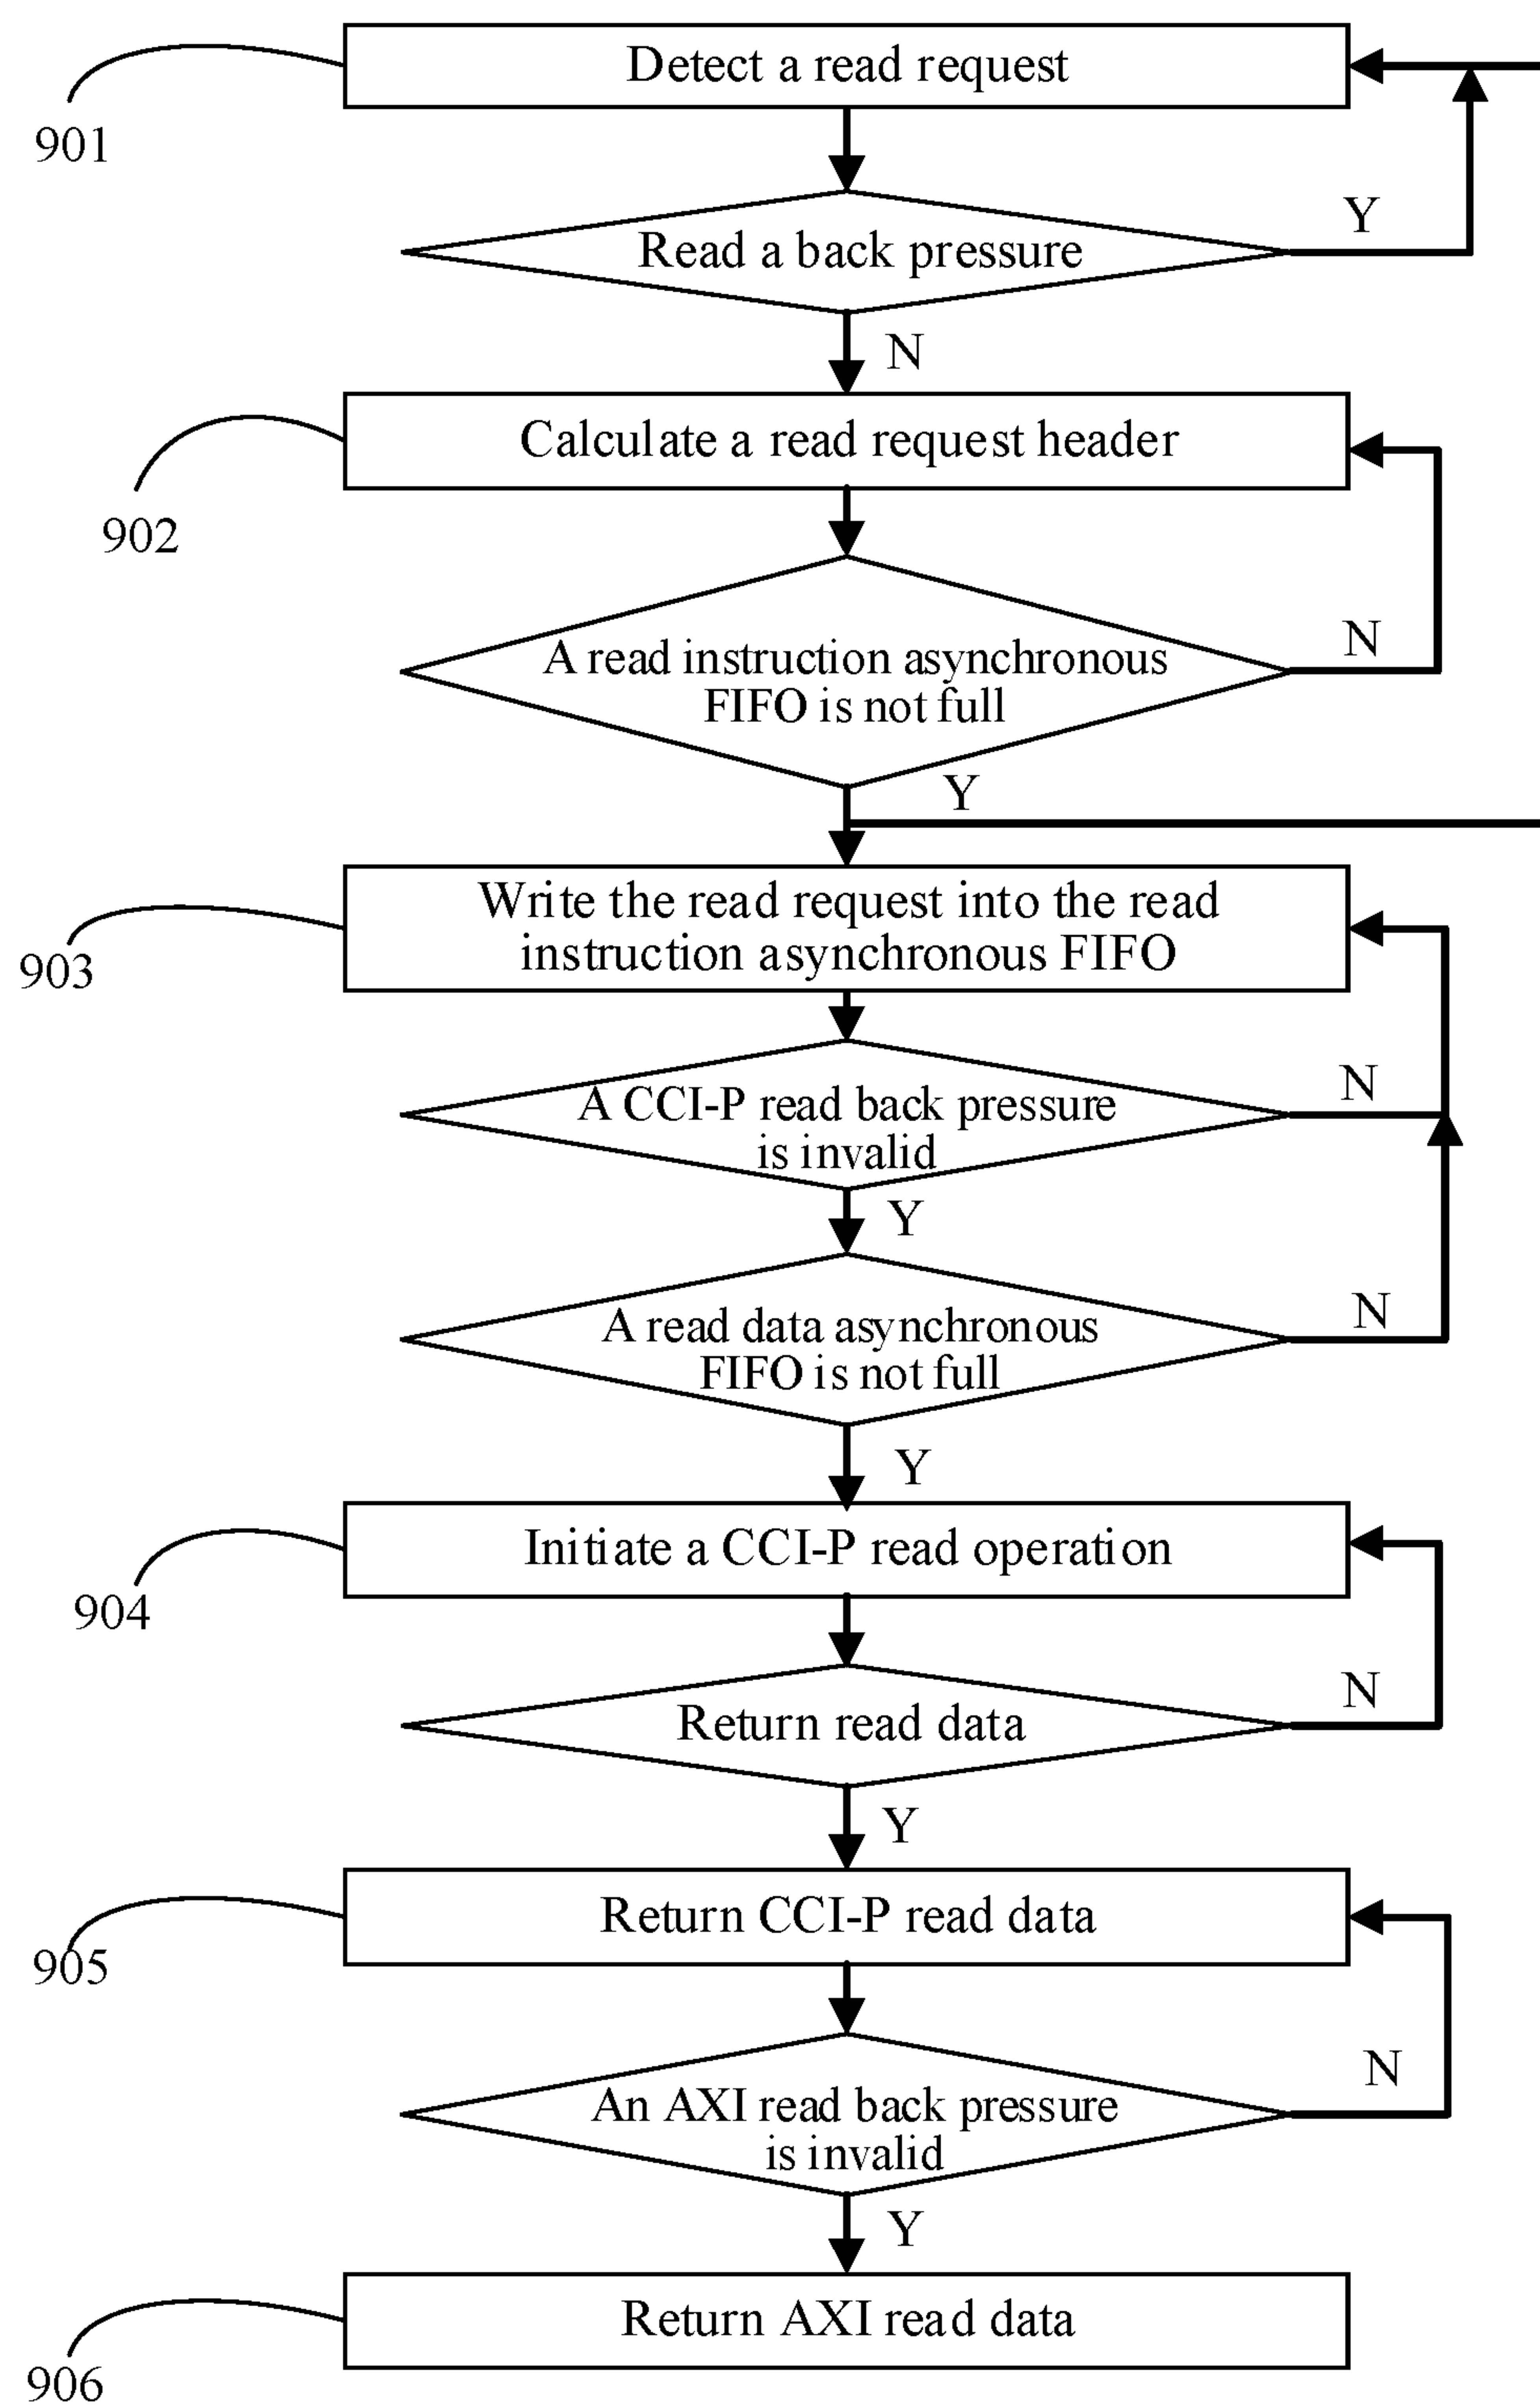 Detect a read request
901
Y
Read a back pressure
N
Calculate a read request header
902
N
A read instruction asynchronous
FIFO is not full
Y
Write the read request into the read
instruction asynchronous FIFO
903
N
A CCI-P read back pressure
is invalid
Y
N
A read data asynchronous
FIFO is not full
Y
Initiate a CCI-P read operation
904
N
Return read data
Y
Return CCI-P read data
905
N
An AXI read back pressure
is invalid
Y
Return AXI read data
906